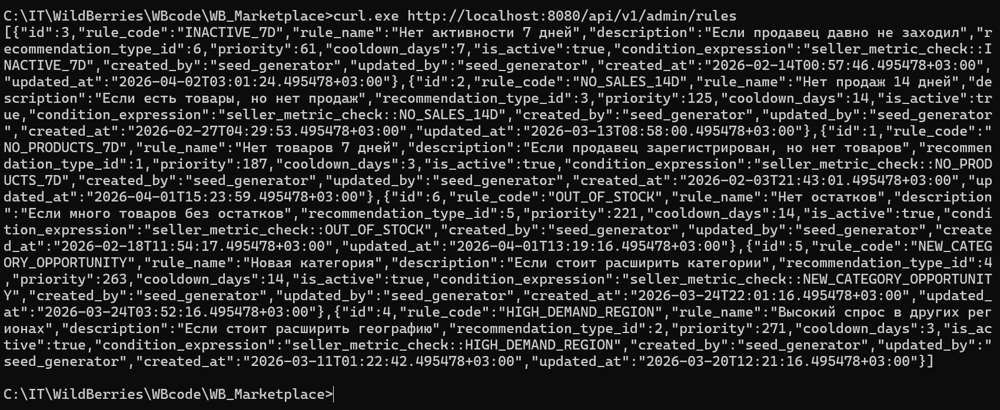 C:\IT\WildBerries\WBcode\WB_Marketplace>curl.exe http://localhost:8080/api/v1/admin/rules
[{"id":3,"rule_code":"INACTIVE_7D","rule_name":"Нет активности 7 дней","description":"Если продавец давно не заходил","r
ecommendation_type_id":6,"priority":61,"cooldown_days":7,"is_active":true,"condition_expression":"seller_metric_check::I
NACTIVE_7D","created_by":"seed_generator","updated_by":"seed_generator","created_at":"2026-02-14T00:57:46.495478+03:00",
"updated_at":"2026-04-02T03:01:24.495478+03:00"},{"id":2,"rule_code":"NO_SALES_14D","rule_name":"Нет продаж 14 дней","de
scription":"Если есть товары, но нет продаж","recommendation_type_id":3,"priority":125,"cooldown_days":14,"is_active":tr
ue,"condition_expression":"seller_metric_check::NO_SALES_14D","created_by":"seed_generator","updated_by":"seed_generator
","created_at":"2026-02-27T04:29:53.495478+03:00","updated_at":"2026-03-13T08:58:00.495478+03:00"},{"id":1,"rule_code":"
NO_PRODUCTS_7D","rule_name":"Нет товаров 7 дней","description":"Если продавец зарегистрирован, но нет товаров","recommen
dation_type_id":1,"priority":187,"cooldown_days":3,"is_active":true,"condition_expression":"seller_metric_check::NO_PROD
UCTS_7D","created_by":"seed_generator","updated_by":"seed_generator","created_at":"2026-02-03T21:43:01.495478+03:00","up
dated_at":"2026-04-01T15:23:59.495478+03:00"},{"id":6,"rule_code":"OUT_OF_STOCK","rule_name":"Нет остатков","description
":"Если много товаров без остатков","recommendation_type_id":5,"priority":221,"cooldown_days":14,"is_active":true,"condi
tion_expression":"seller_metric_check::OUT_OF_STOCK","created_by":"seed_generator","updated_by":"seed_generator","create
d_at":"2026-02-18T11:54:17.495478+03:00","updated_at":"2026-04-01T13:19:16.495478+03:00"},{"id":5,"rule_code":"NEW_CATEG
ORY_OPPORTUNITY","rule_name":"Новая категория","description":"Если стоит расширить категории","recommendation_type_id":4
,"priority":263,"cooldown_days":14,"is_active":true,"condition_expression":"seller_metric_check::NEW_CATEGORY_OPPORTUNIT
Y","created_by":"seed_generator","updated_by":"seed_generator","created_at":"2026-03-24T22:01:16.495478+03:00","updated_
at":"2026-03-24T03:52:16.495478+03:00"},{"id":4,"rule_code":"HIGH_DEMAND_REGION","rule_name":"Высокий спрос в других рег
ионах","description":"Если стоит расширить географию","recommendation_type_id":2,"priority":271,"cooldown_days":3,"is_ac
tive":true,"condition_expression":"seller_metric_check::HIGH_DEMAND_REGION","created_by":"seed_generator","updated_by":"
seed_generator","created_at":"2026-03-11T01:22:42.495478+03:00","updated_at":"2026-03-20T12:21:16.495478+03:00"}]
C:\IT\WildBerries\WBcode\WB_Marketplace>